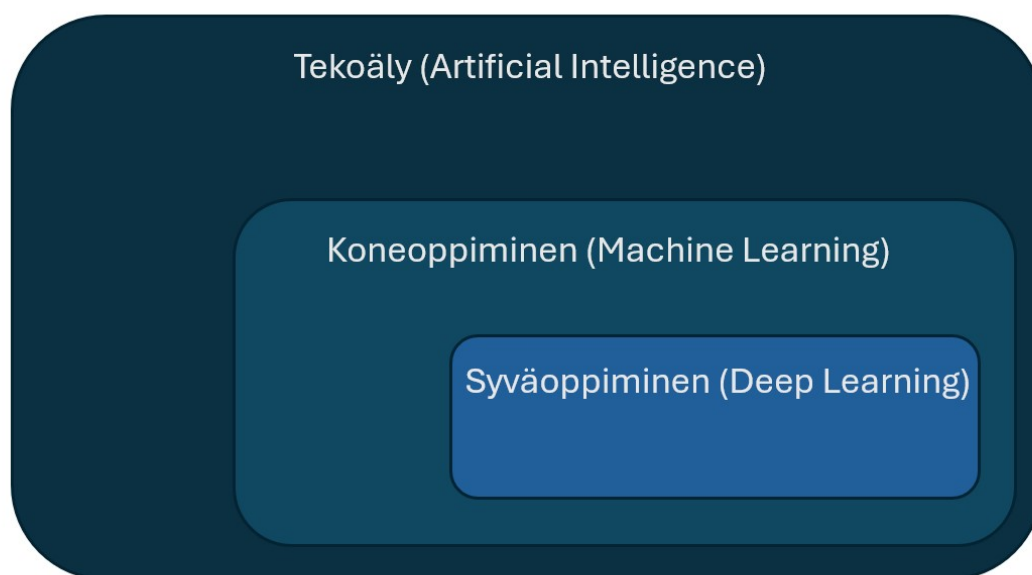 Tekoäly (Artificial Intelligence)
Koneoppiminen (Machine Learning)
Syväoppiminen (Deep Learning)